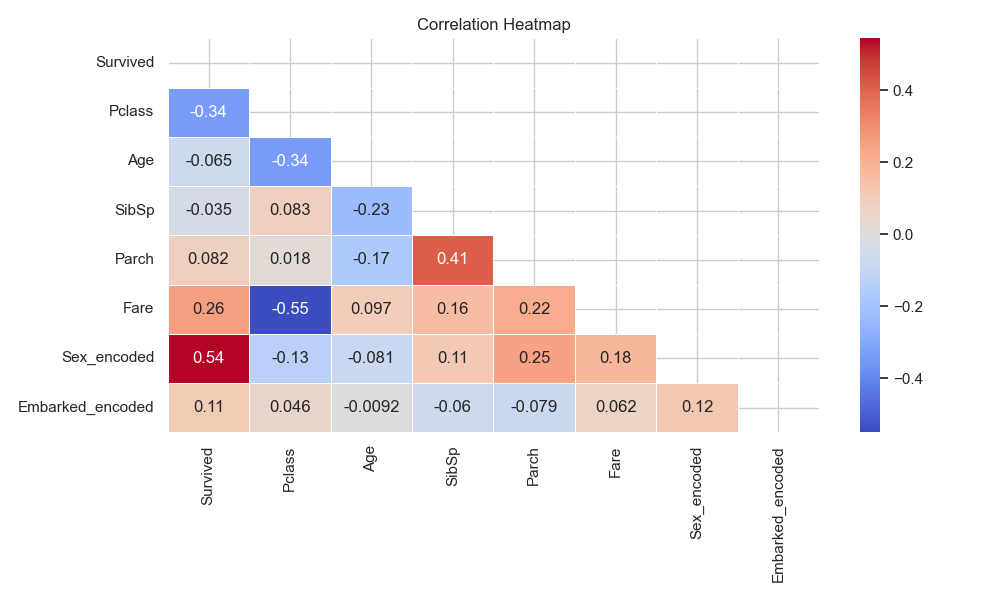 Correlation Heatmap
Survived
Pclass -0.34
Age -0.065 -0.34
SibSp -0.035 0.083 -0.23
Parch 0.082 0.018 -0.17 0.41
Fare 0.26 -0.55 0.097 0.16 0.22
Sex_encoded 0.54 -0.13 -0.081 0.11 0.25 0.18
Embarked_encoded 0.11 0.046 -0.0092 -0.06 -0.079 0.062 0.12
Survived Pclass Age SibSp Parch Fare Sex_encoded Embarked_encoded
0.4
0.2
0.0
−0.2
−0.4